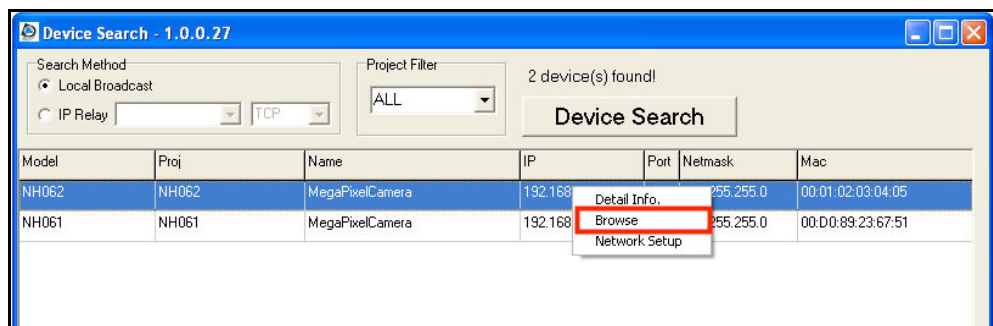 Device Search - 1.0.0.27
Search Method
Local Broadcast
IP Relay
TCP
Project Filter
ALL
2 device(s) found!
Device Search
Model Proj Name IP Port Netmask Mac
NH062 NH062 MegaPixelCamera 192.168 255.255.0 00:01:02:03:04:05
NH061 NH061 MegaPixelCamera 192.168 255.255.0 00:D0:89:23:67:51
Detail Info.
Browse
Network Setup